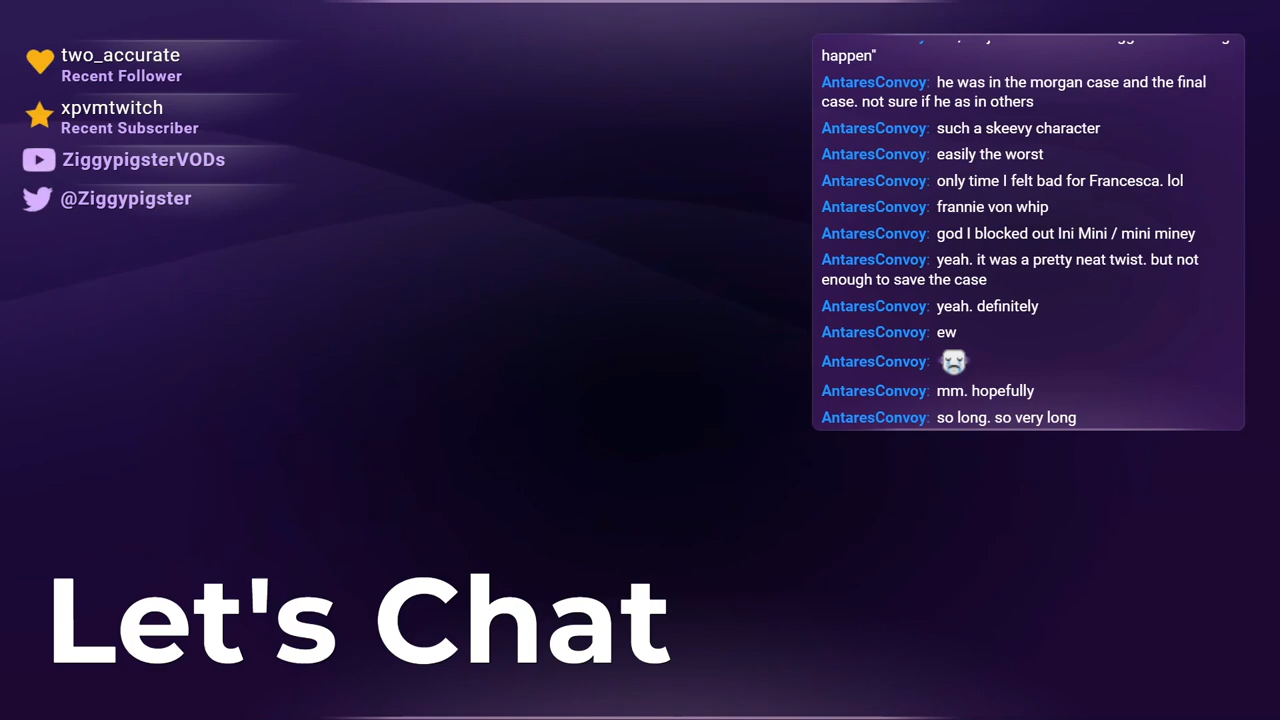 two_accurate
Recent Follower
xpvmtwitch
Recent Subscriber
ZiggypigsterVODs
@Ziggypigster
happen"
AntaresConvoy: he was in the morgan case and the final
case. not sure if he as in others
AntaresConvoy: such a skeevy character
AntaresConvoy: easily the worst
AntaresConvoy: only time I felt bad for Francesca. lol
AntaresConvoy: frannie von whip
AntaresConvoy: god I blocked out Ini Mini / mini miney
AntaresConvoy: yeah. it was a pretty neat twist. but not
enough to save the case
AntaresConvoy: yeah. definitely
AntaresConvoy: ew
AntaresConvoy:
AntaresConvoy: mm. hopefully
AntaresConvoy: so long. so very long
Let's Chat